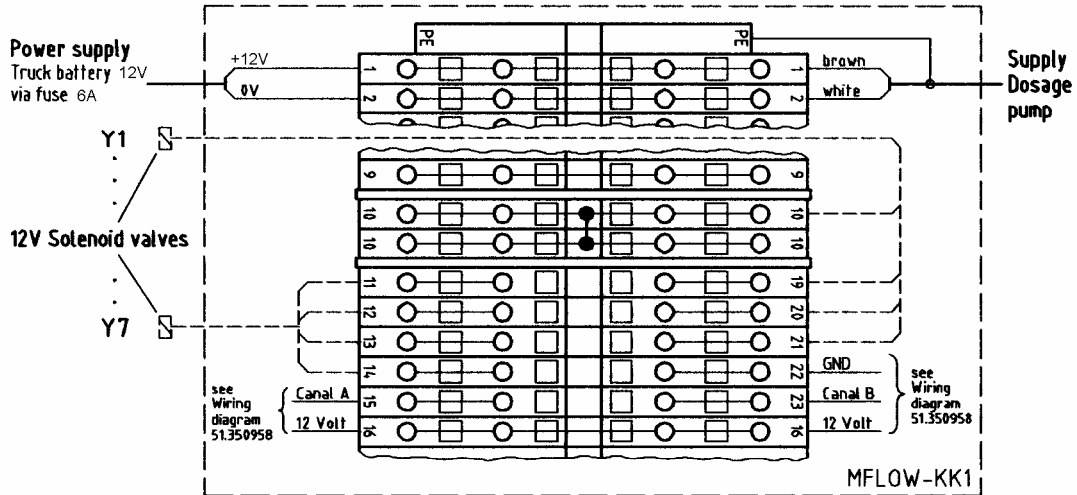 PE PE
Power supply
Truck battery 12V
via fuse 6A
+12V
0V
1 1
2 2
brown
white
Supply
Dosage
pump
Y1
12V Solenoid valves
Y7
9 9
10 10
10 10
11 19
12 20
13 21
14 22 GND
see
Wiring
diagram
51.350958
Canal A 15 23 Canal B
12 Volt 16 16 12 Volt
see
Wiring
diagram
51.350958
MFLOW-KK1